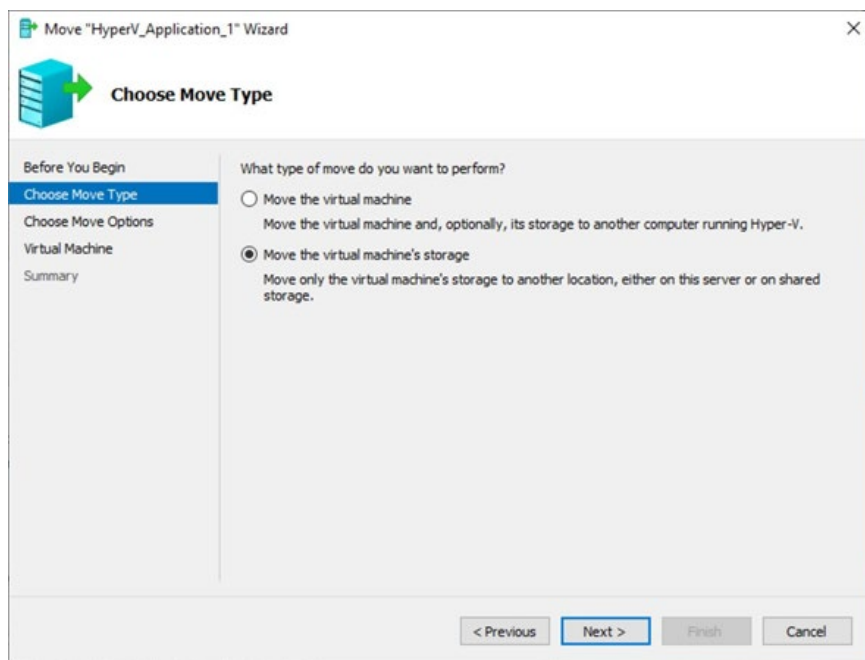 Move "HyperV_Application_1" Wizard
Choose Move Type
Before You Begin
Choose Move Type
Choose Move Options
Virtual Machine
Summary
What type of move do you want to perform?
Move the virtual machine
Move the virtual machine and, optionally, its storage to another computer running Hyper-V.
Move the virtual machine's storage
Move only the virtual machine's storage to another location, either on this server or on shared
storage.
< Previous
Next >
Finish
Cancel